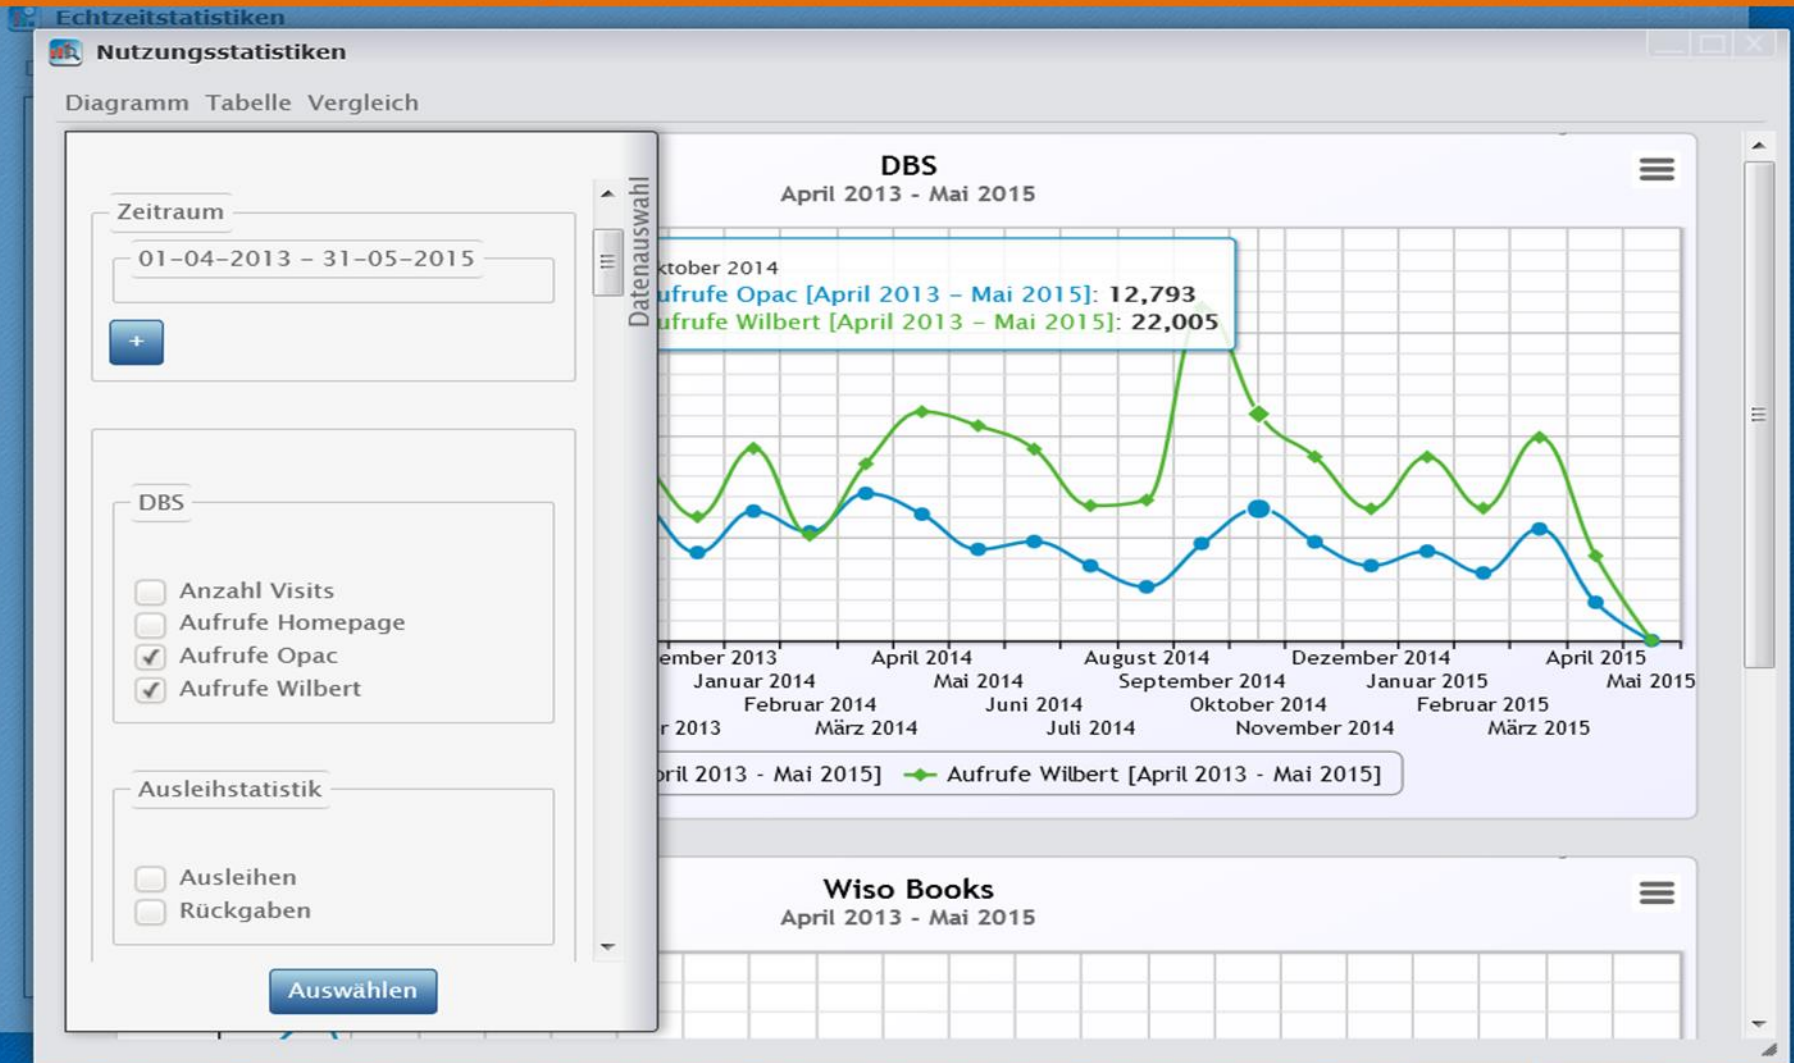 Echtzeitstatistiken
Nutzungsstatistiken
Diagramm Tabelle Vergleich
Zeitraum
01-04-2013 - 31-05-2015
+
DBS
Anzahl Visits
Aufrufe Homepage
Aufrufe Opac
Aufrufe Wilbert
Ausleihstatistik
Ausleihen
Rückgaben
Auswählen
Datenauswahl
DBS
April 2013 - Mai 2015
ktober 2014
ufrufe Opac [April 2013 - Mai 2015]: 12,793
ufrufe Wilbert [April 2013 - Mai 2015]: 22,005
ember 2013 April 2014 August 2014 Dezember 2014 April 2015
Januar 2014 Mai 2014 September 2014 Januar 2015 Mai 2015
Februar 2014 Juni 2014 Oktober 2014 Februar 2015
r 2013 März 2014 Juli 2014 November 2014 März 2015
pril 2013 - Mai 2015] Aufrufe Wilbert [April 2013 - Mai 2015]
Wiso Books
April 2013 - Mai 2015